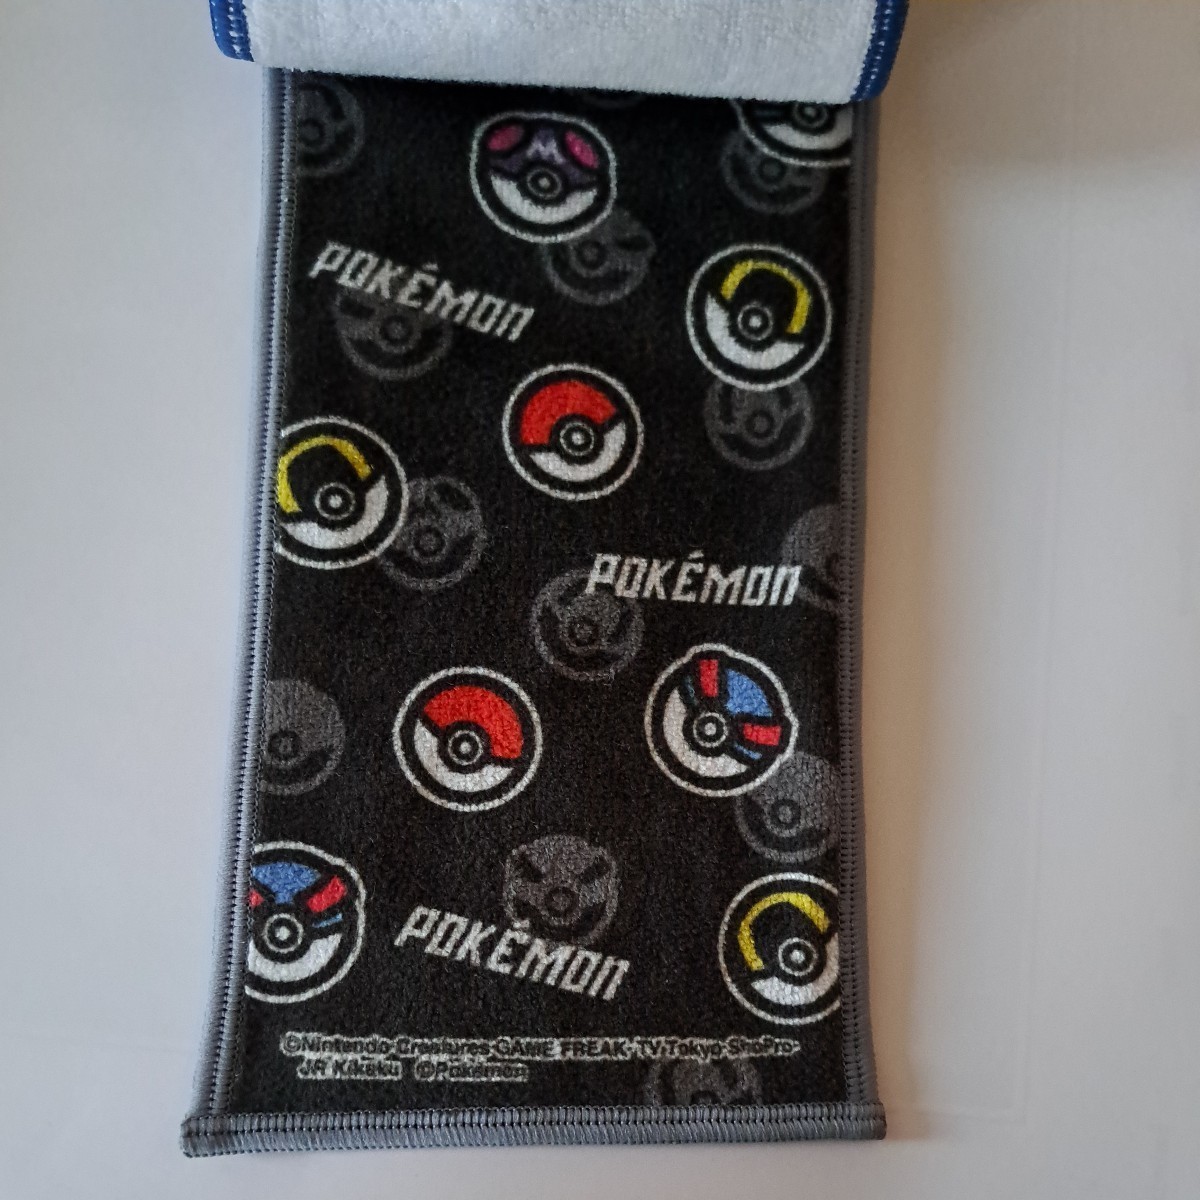 POKÉMON
POKÉMON
POKÉMON
©Nintendo・Creatures・GAME FREAK・TV Tokyo・ShoPro・
JR Kikaku ©Pokémon